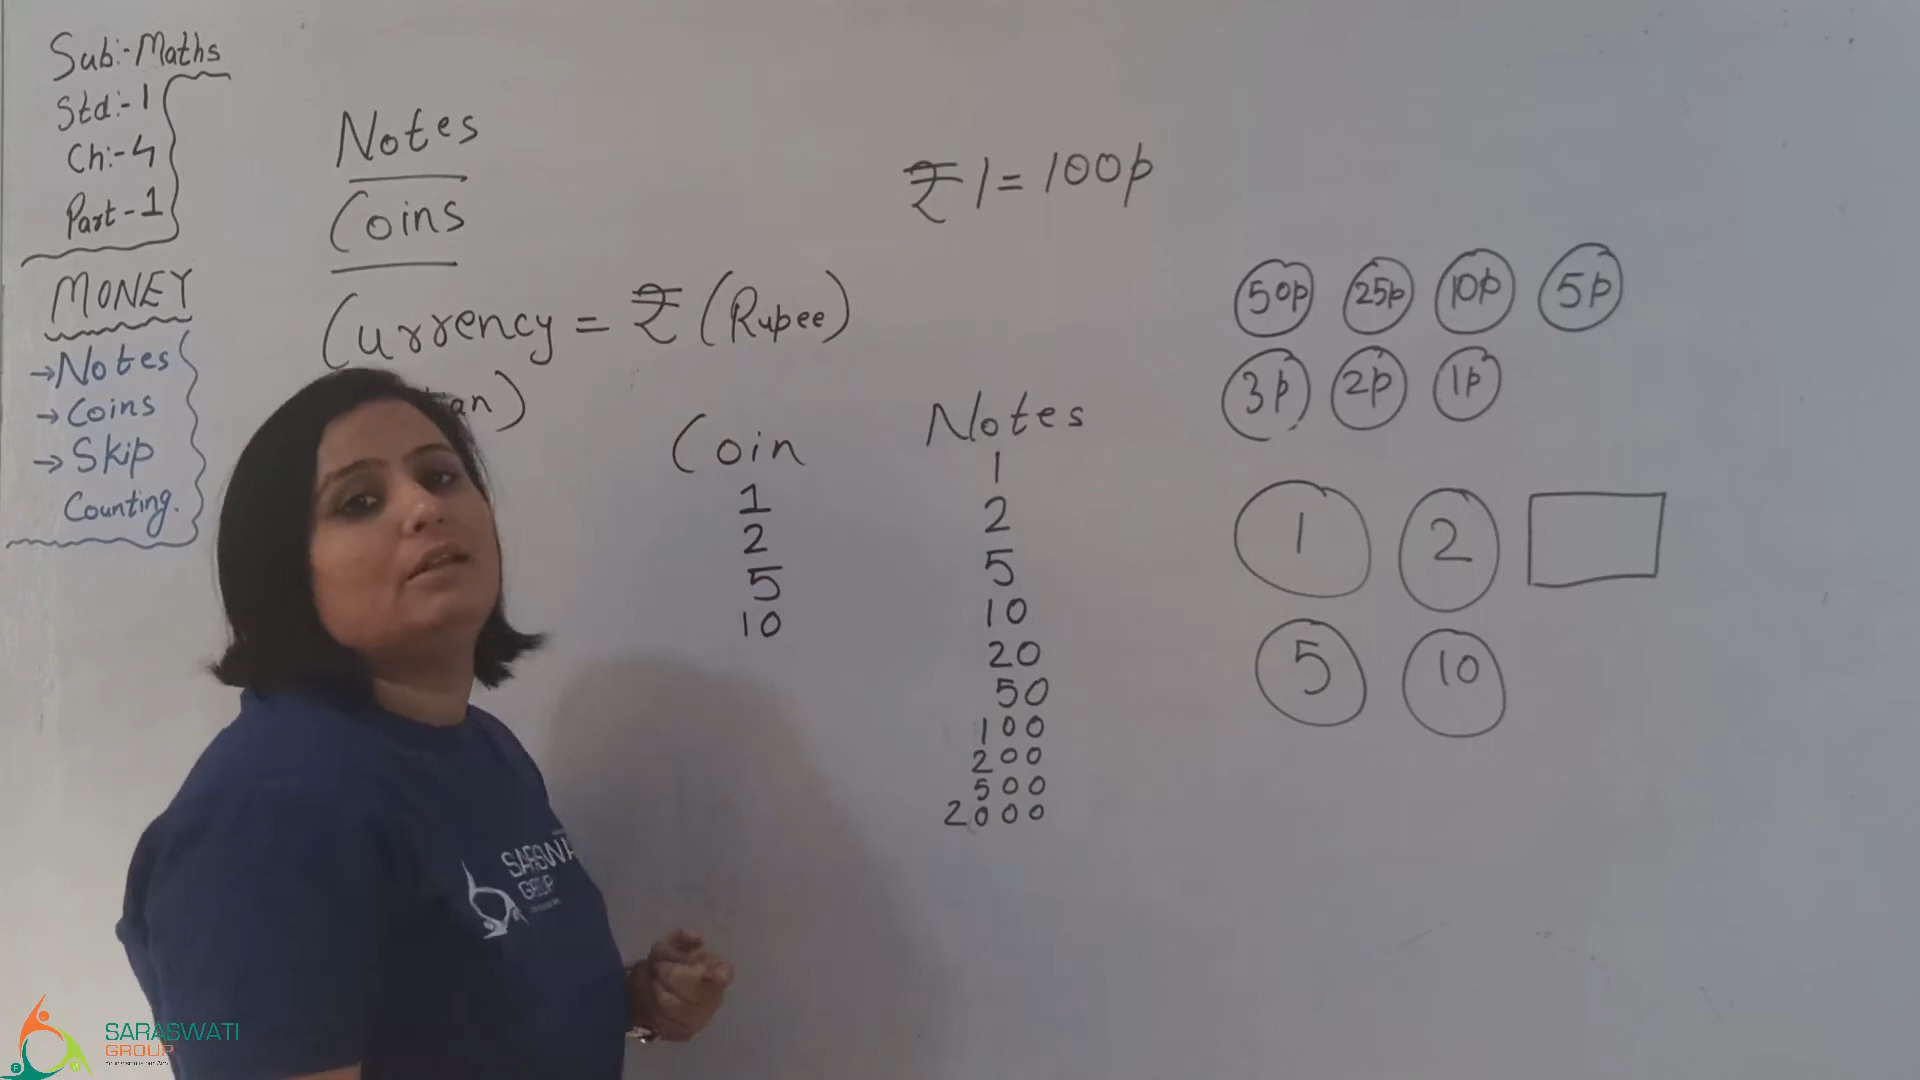 Sub:- Maths
Std:- 1
Ch:- 4
Part - 1
MONEY
→Notes
→Coins
→Skip
Counting.
Notes
Coins
Currency = ₹ (Rupee)
₹ 1 = 100p
Coin
1
2
5
10
Notes
1
2
5
10
20
50
100
200
500
2000
50p 25p 10p 5p
3p 2p 1p
1 2
5 10
GROUP
SARASWATI
GROUP